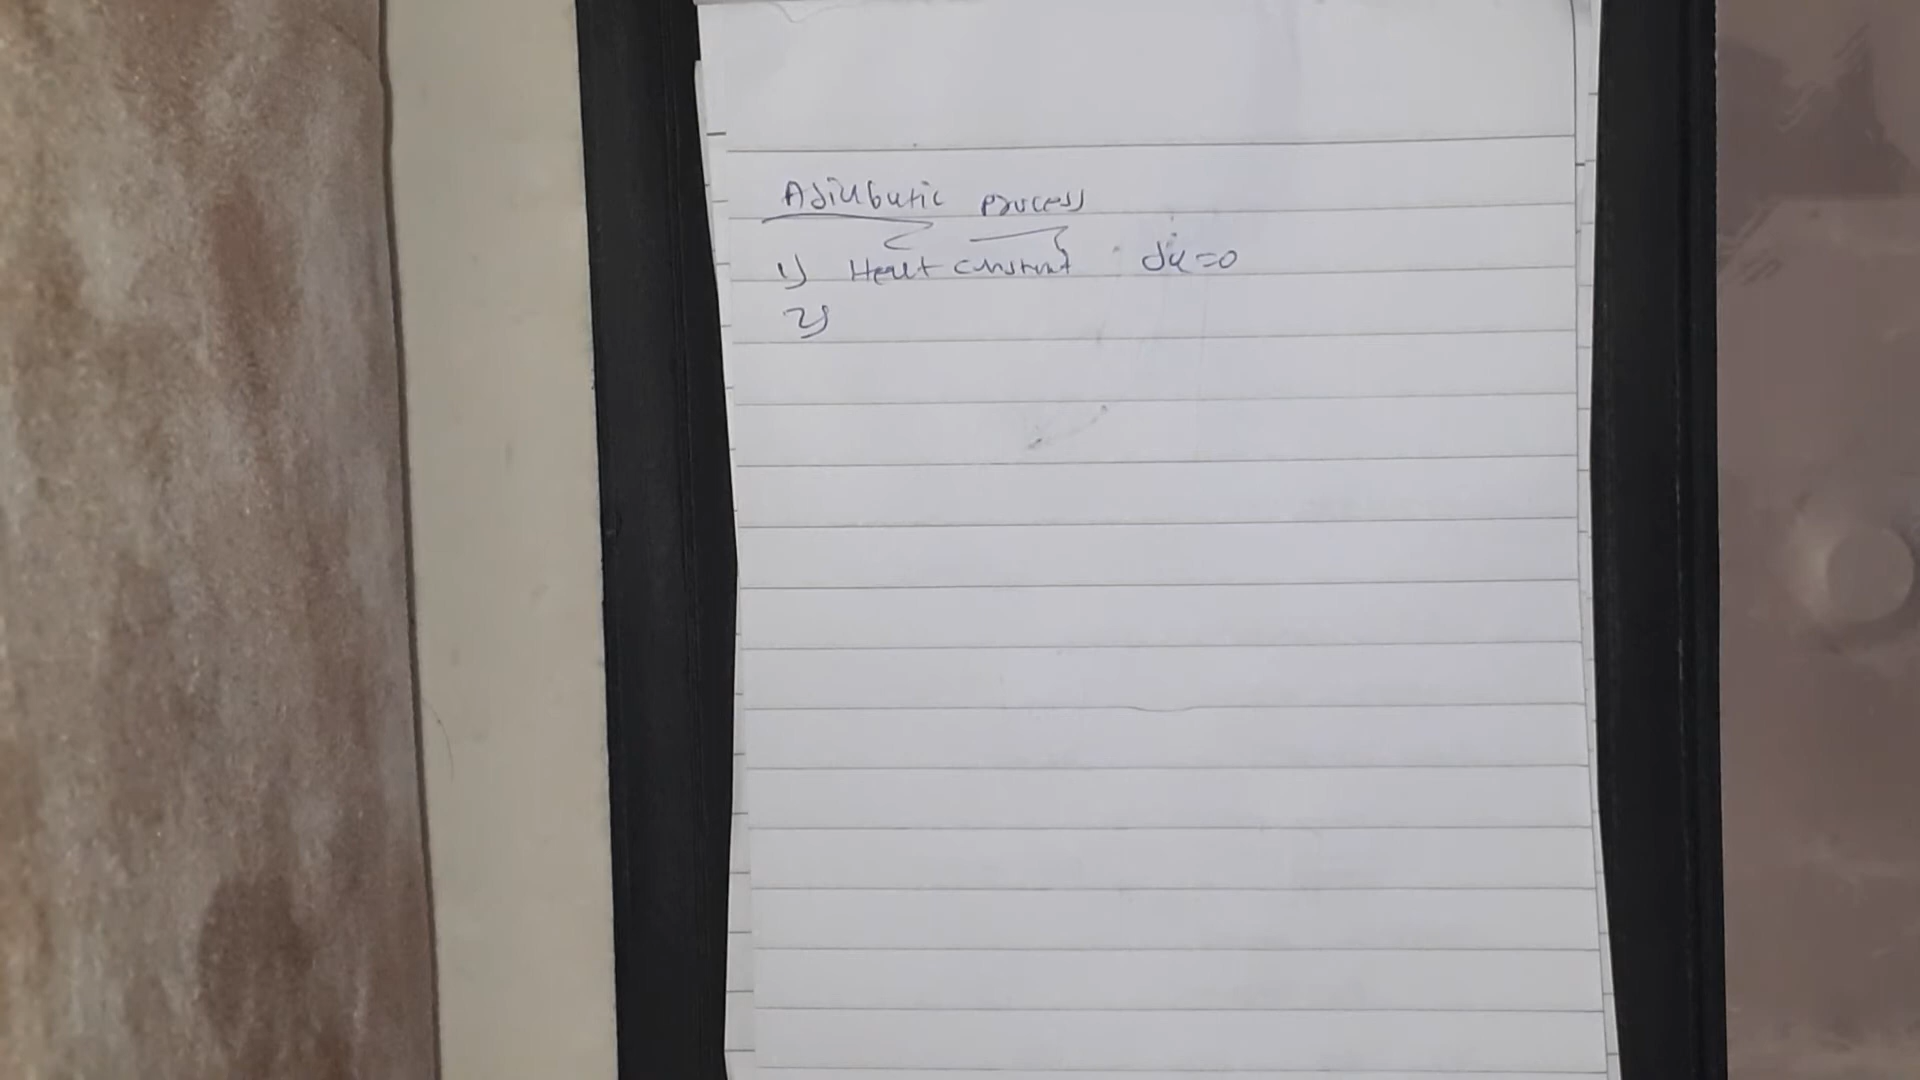 Adiabatic process
1) Heat constant dq=0
2)